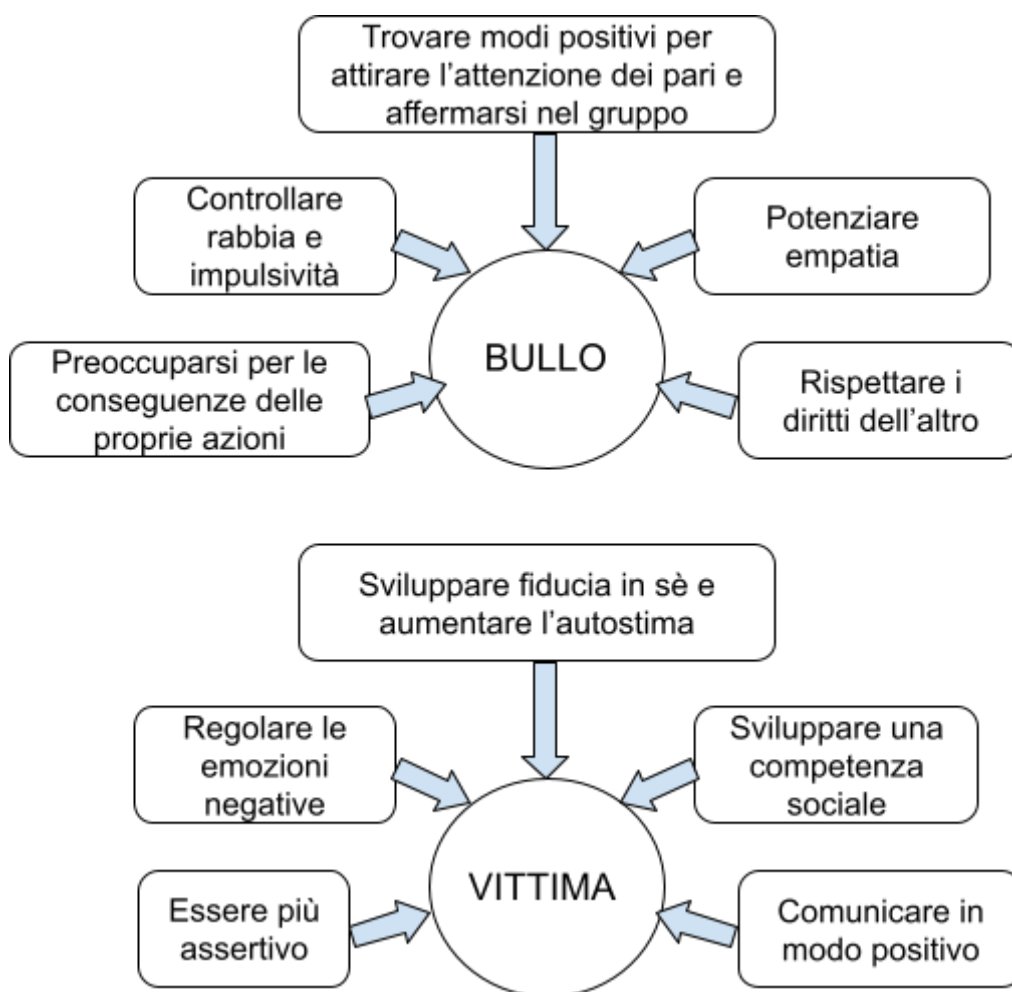 Trovare modi positivi per
attirare l’attenzione dei pari e
affermarsi nel gruppo
Controllare
rabbia e
impulsività
Potenziare
empatia
BULLO
Preoccuparsi per le
conseguenze delle
proprie azioni
Rispettare i
diritti dell’altro
Sviluppare fiducia in sè e
aumentare l’autostima
Regolare le
emozioni
negative
Sviluppare una
competenza
sociale
VITTIMA
Essere più
assertivo
Comunicare in
modo positivo